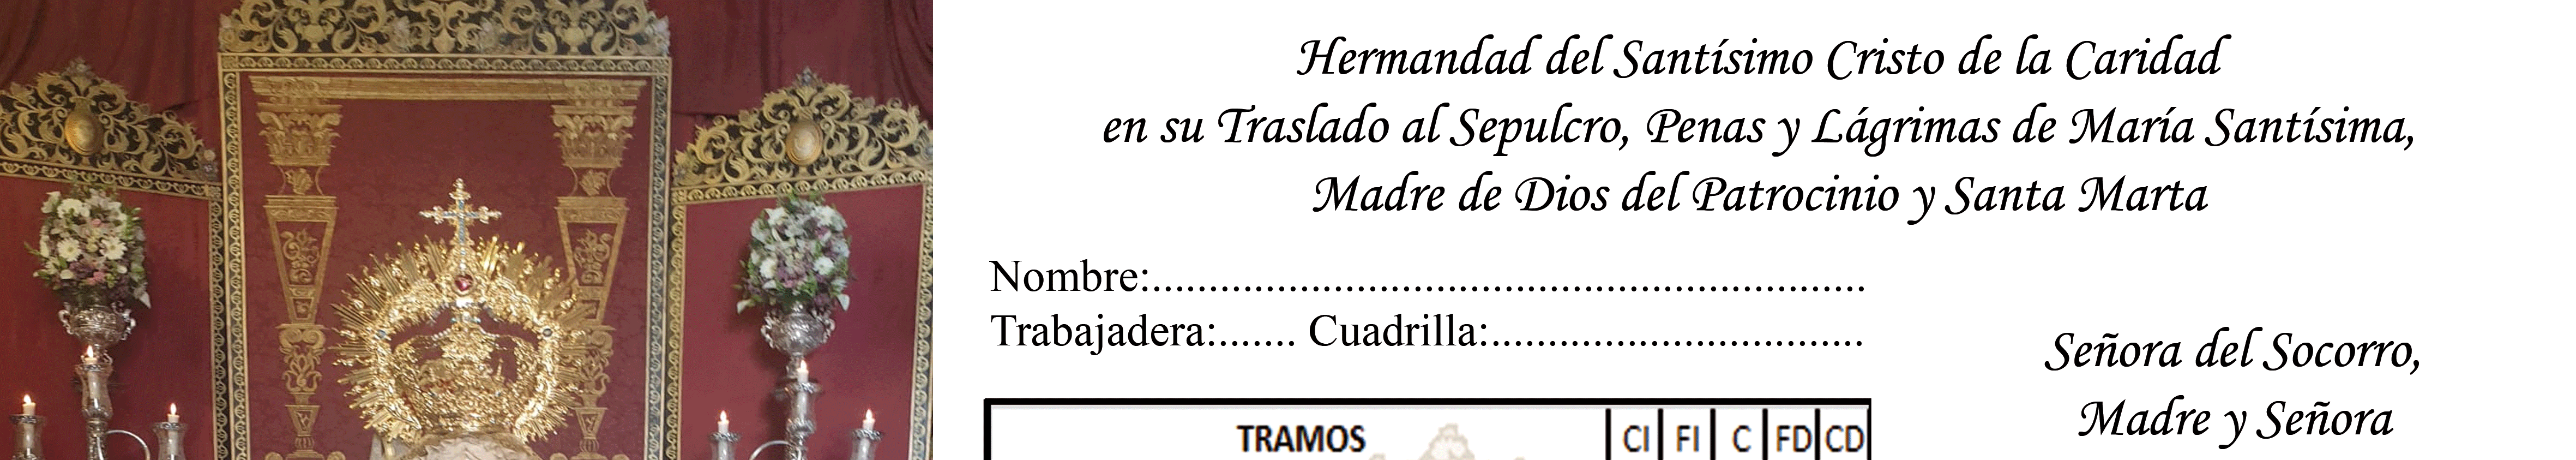 Hermandad del Santísimo Cristo de la Caridad
en su Traslado al Sepulcro, Penas y Lágrimas de María Santísima,
Madre de Dios del Patrocinio y Santa Marta
Nombre:................................................................
Trabajadera:....... Cuadrilla:.................................
Señora del Socorro,
Madre y Señora
TRAMOS CI FI C FD CD